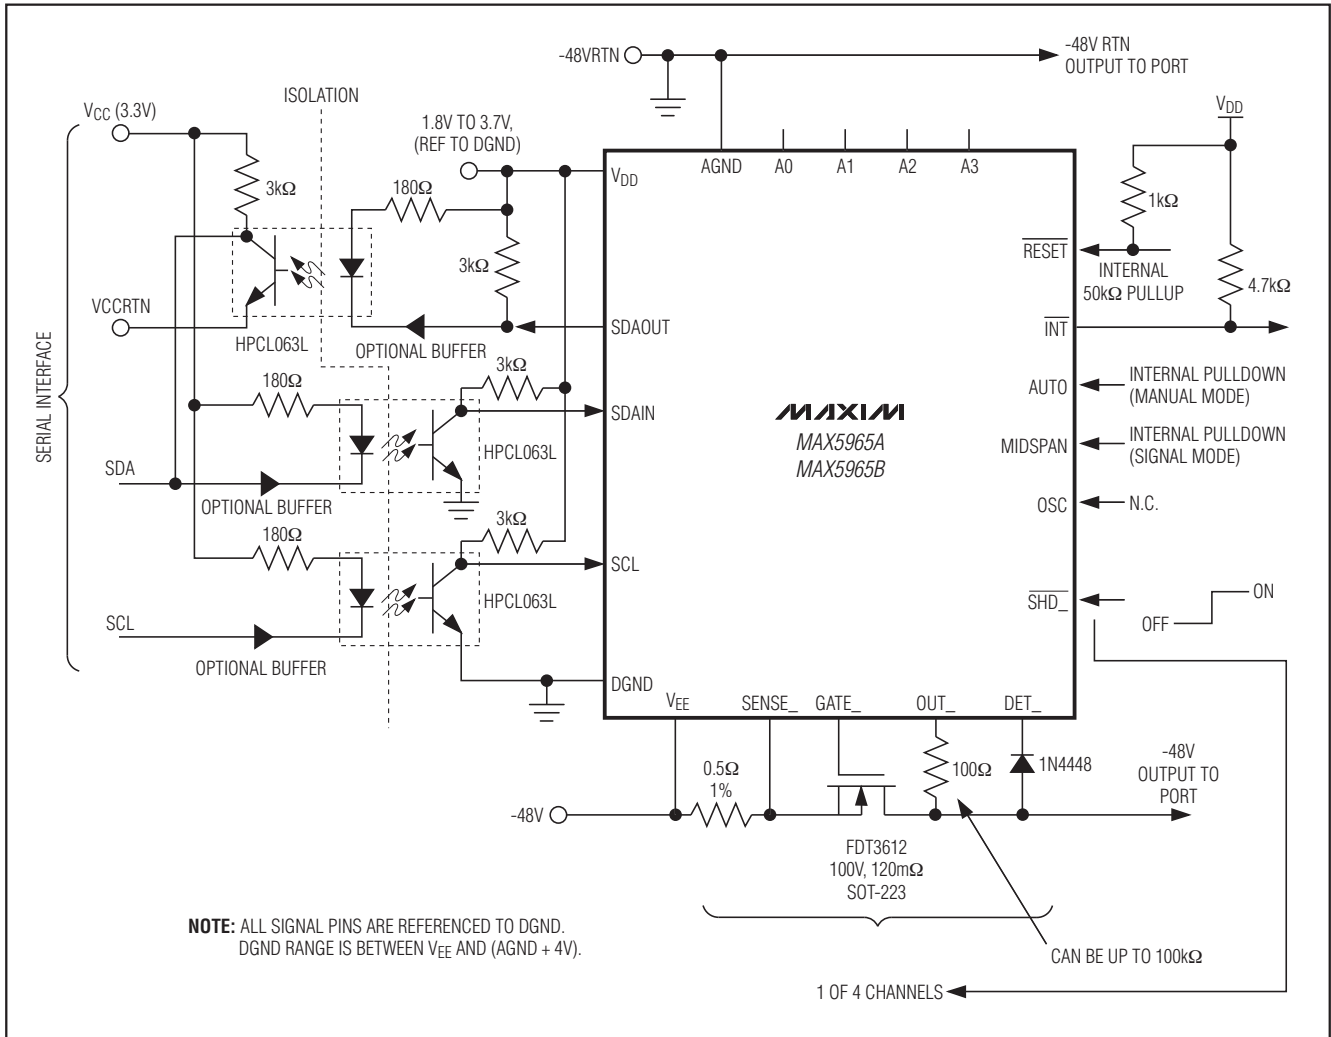 -48VRTN
-48V RTN
OUTPUT TO PORT
VCC (3.3V)
ISOLATION
1.8V TO 3.7V,
(REF TO DGND)
VDD
3kΩ
180Ω
VDD
AGND
A0
A1
A2
A3
1kΩ
3kΩ
RESET
INTERNAL
50kΩ PULLUP
4.7kΩ
VCCRTN
HPCL063L
OPTIONAL BUFFER
SDAOUT
INT
SERIAL INTERFACE
180Ω
3kΩ
SDAIN
MAXIM
MAX5965A
MAX5965B
AUTO
INTERNAL PULLDOWN
(MANUAL MODE)
HPCL063L
MIDSPAN
INTERNAL PULLDOWN
(SIGNAL MODE)
SDA
OPTIONAL BUFFER
OSC
N.C.
180Ω
3kΩ
SCL
HPCL063L
SHD_
ON
OFF
SCL
OPTIONAL BUFFER
DGND
VEE
SENSE_
GATE_
OUT_
DET_
0.5Ω
1%
100Ω
1N4448
-48V
OUTPUT TO
PORT
-48V
FDT3612
100V, 120mΩ
SOT-223
NOTE: ALL SIGNAL PINS ARE REFERENCED TO DGND.
DGND RANGE IS BETWEEN VEE AND (AGND + 4V).
CAN BE UP TO 100kΩ
1 OF 4 CHANNELS